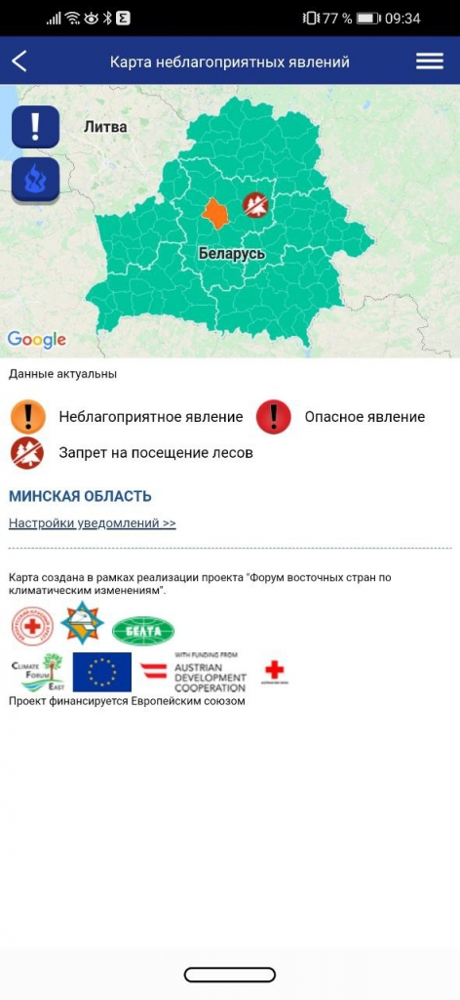 77 % 09:34
Карта неблагоприятных явлений
Литва
Беларусь
Google
Данные актуальны
Неблагоприятное явление Опасное явление
Запрет на посещение лесов
МИНСКАЯ ОБЛАСТЬ
Настройки уведомлений >>
Карта создана в рамках реализации проекта "Форум восточных стран по
климатическим изменениям".
БЕЛТА
CLIMATE
FORUM
EAST
WITH FUNDING FROM
AUSTRIAN
DEVELOPMENT
COOPERATION
Проект финансируется Европейским союзом